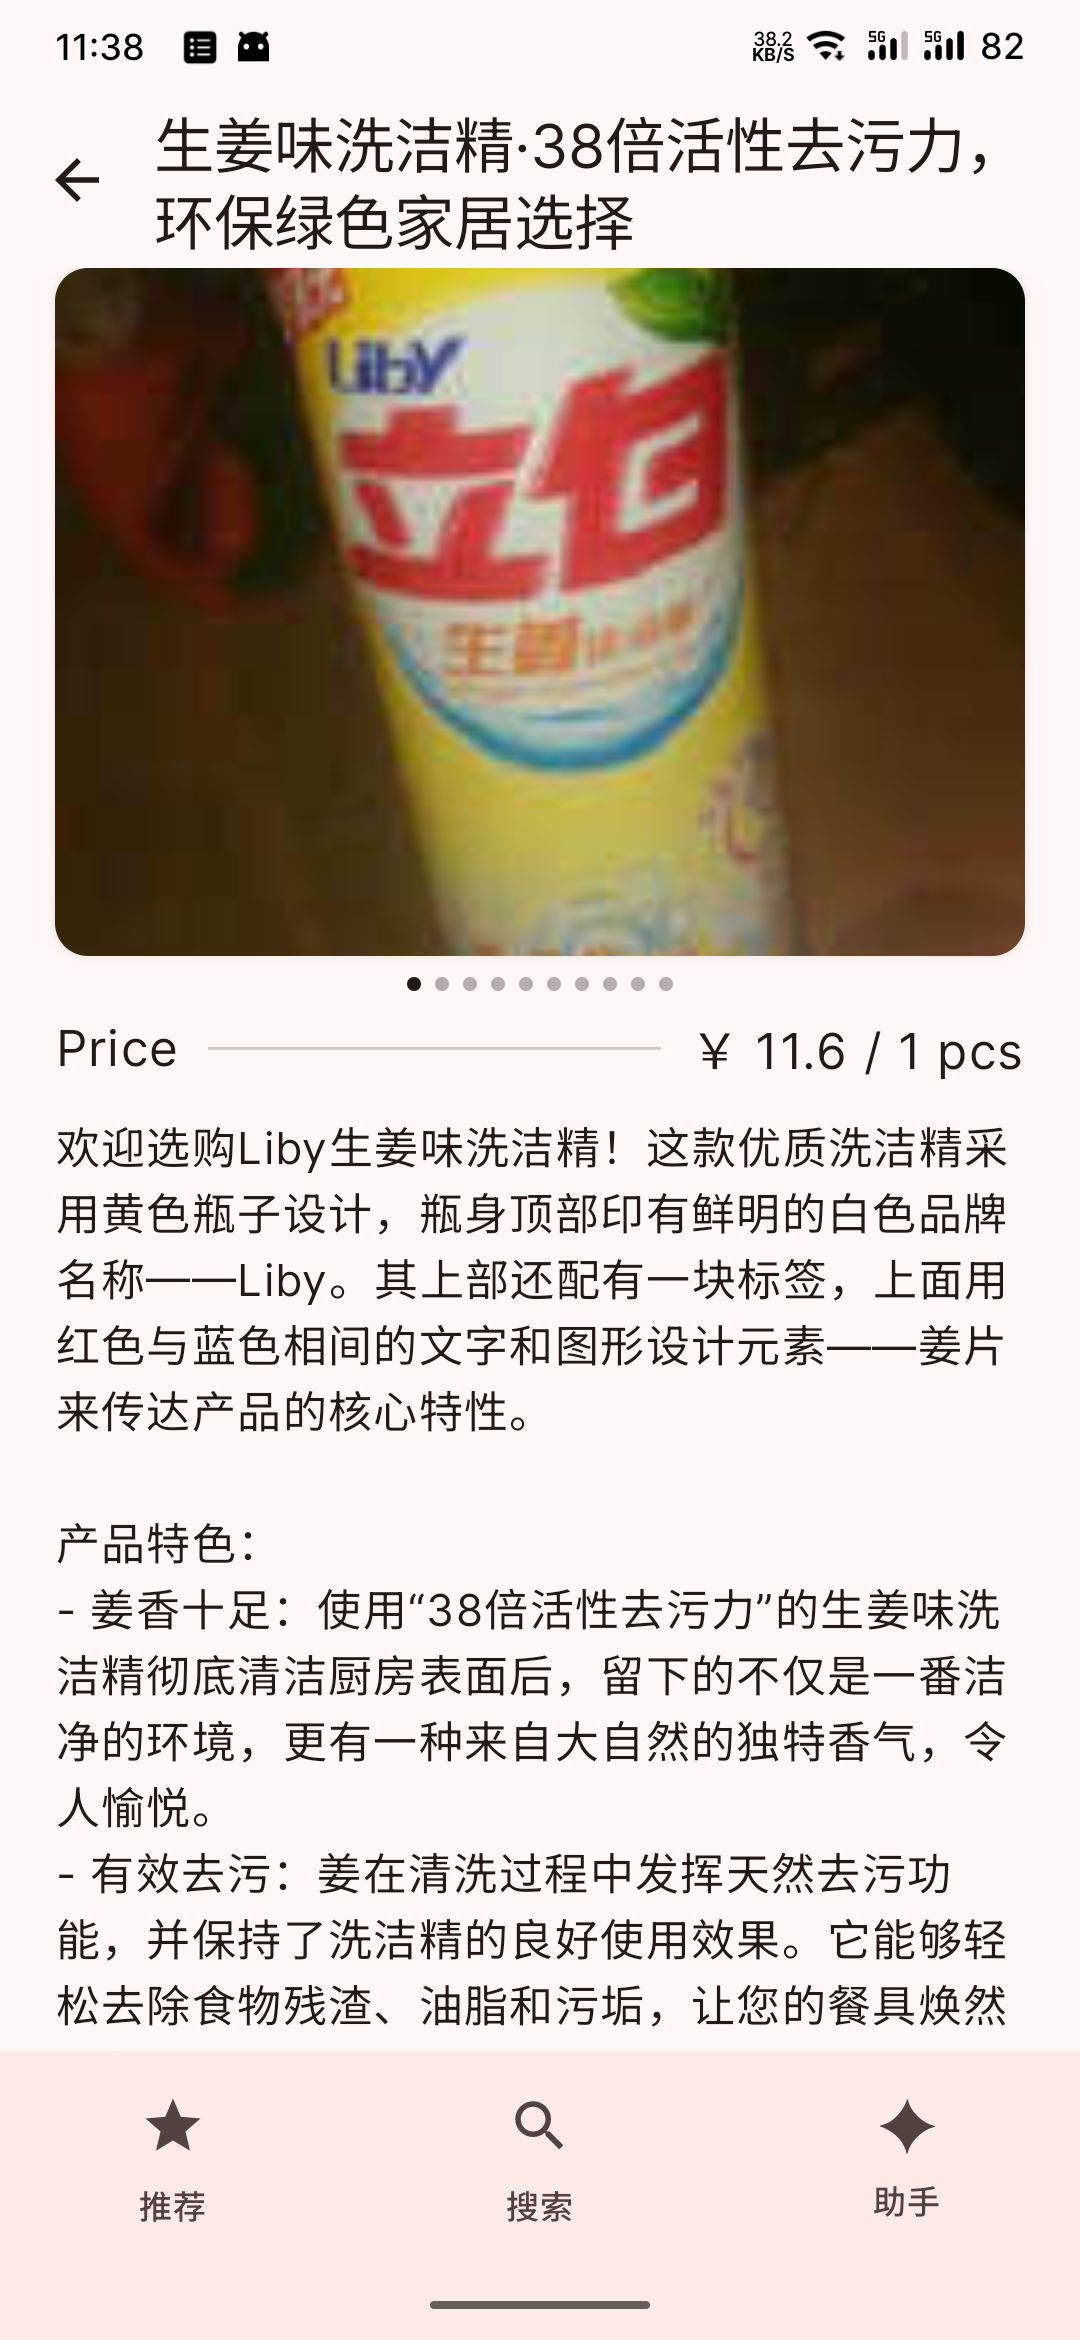 11:38
38.2 KB/S 5G 5G 82
生姜味洗洁精·38倍活性去污力，
环保绿色家居选择
Liby
立白
生姜
心
Price ￥ 11.6 / 1 pcs
欢迎选购Liby生姜味洗洁精！这款优质洗洁精采
用黄色瓶子设计，瓶身顶部印有鲜明的白色品牌
名称——Liby。其上部还配有一块标签，上面用
红色与蓝色相间的文字和图形设计元素——姜片
来传达产品的核心特性。
产品特色：
- 姜香十足：使用“38倍活性去污力”的生姜味洗
洁精彻底清洁厨房表面后，留下的不仅是一番洁
净的环境，更有一种来自大自然的独特香气，令
人愉悦。
- 有效去污：姜在清洗过程中发挥天然去污功
能，并保持了洗洁精的良好使用效果。它能够轻
松去除食物残渣、油脂和污垢，让您的餐具焕然
推荐
搜索
助手